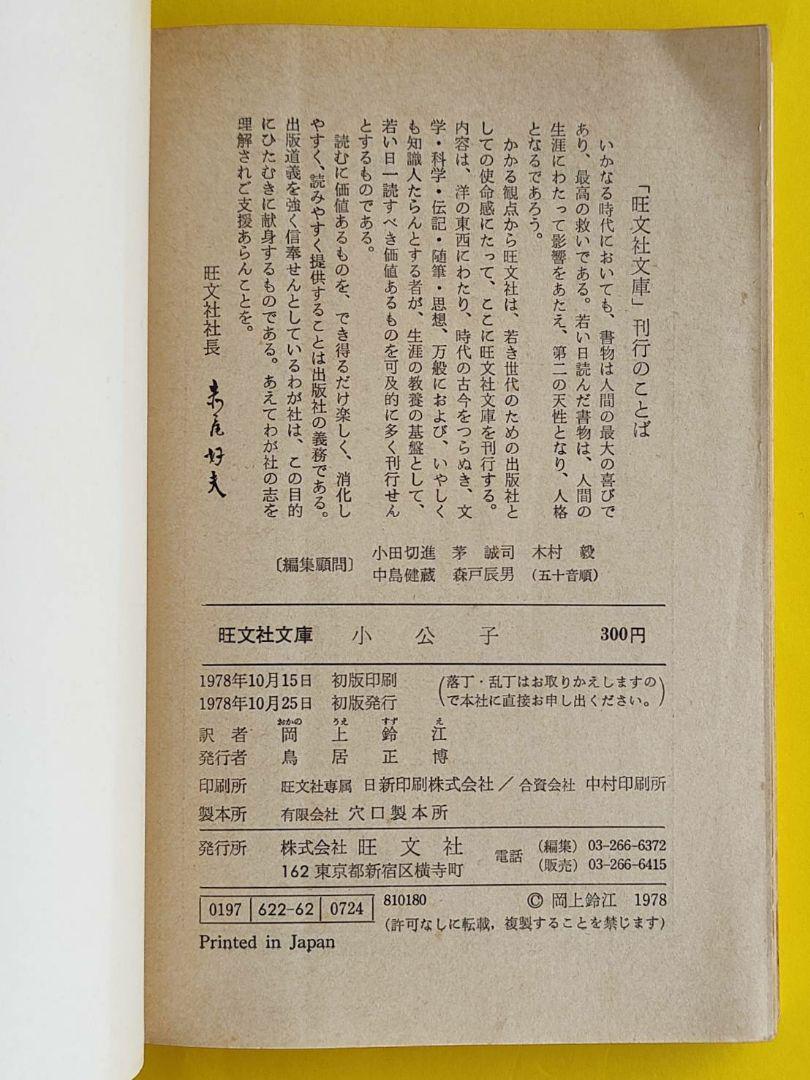 「旺文社文庫」刊行のことば
いかなる時代においても、書物は人間の最大の喜びで
あり、最高の救いである。若い日読んだ書物は、人間の
生涯にわたって影響をあたえ、第二の天性となり、人格
となるであろう。
かかる観点から旺文社は、若き世代のための出版社と
しての使命感にたって、ここに旺文社文庫を刊行する。
内容は、洋の東西にわたり、時代の古今をつらぬき、文
学・科学・伝記・随筆・思想、万般におよび、いやしく
も知識人たらんとする者が、生涯の教養の基盤として、
若い日一読すべき価値あるものを可及的に多く刊行せん
とするものである。
読むに価値あるものを、でき得るだけ楽しく、消化し
やすく、読みやすく提供することは出版社の義務である。
出版道義を強く信奉せんとしているわが社は、この目的
にひたむきに献身するものである。あえてわが社の志を
理解されご支援あらんことを。
旺文社社長 赤尾好夫
〔編集顧問〕 小田切進 茅 誠司 木村 毅
中島健蔵 森戸辰男 (五十音順)
旺文社文庫 小公子 300円
1978年10月15日 初版印刷 (落丁・乱丁はお取りかえしますの
1978年10月25日 初版発行 で本社に直接お申し出ください。)
おかの うえ すず え
訳者 岡上鈴江
発行者 鳥居正博
印刷所 旺文社専属 日新印刷株式会社/合資会社 中村印刷所
製本所 有限会社 穴口製本所
発行所 株式会社 旺文社 電話 (編集) 03-266-6372
162 東京都新宿区横寺町 (販売) 03-266-6415
0197 622-62 0724 810180 © 岡上鈴江 1978
(許可なしに転載,複製することを禁じます)
Printed in Japan